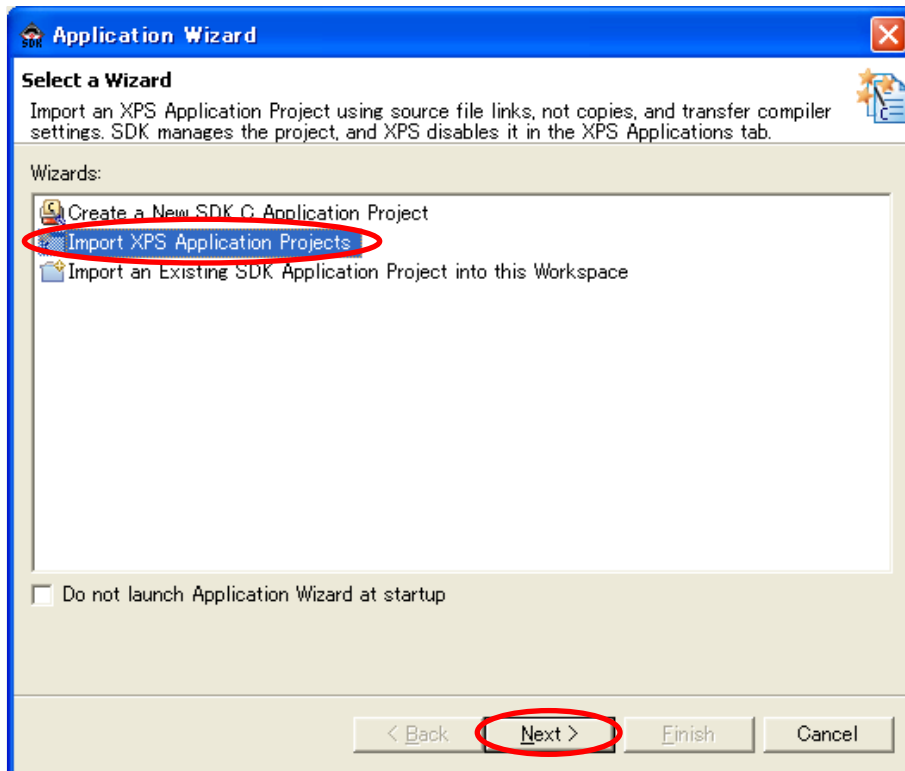 SDK
Application Wizard
Select a Wizard
Import an XPS Application Project using source file links, not copies, and transfer compiler
settings. SDK manages the project, and XPS disables it in the XPS Applications tab.
Wizards:
Create a New SDK C Application Project
Import XPS Application Projects
Import an Existing SDK Application Project into this Workspace
Do not launch Application Wizard at startup
< Back
Next >
Finish
Cancel